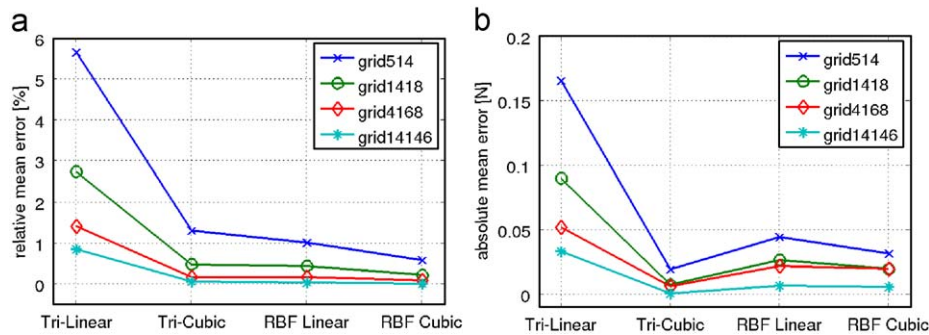 a
relative mean error [%]
6
5
4
3
2
1
0
grid514
grid1418
grid4168
grid14146
Tri-Linear Tri-Cubic RBF Linear RBF Cubic
b
absolute mean error [N]
0.2
0.15
0.1
0.05
0
grid514
grid1418
grid4168
grid14146
Tri-Linear Tri-Cubic RBF Linear RBF Cubic